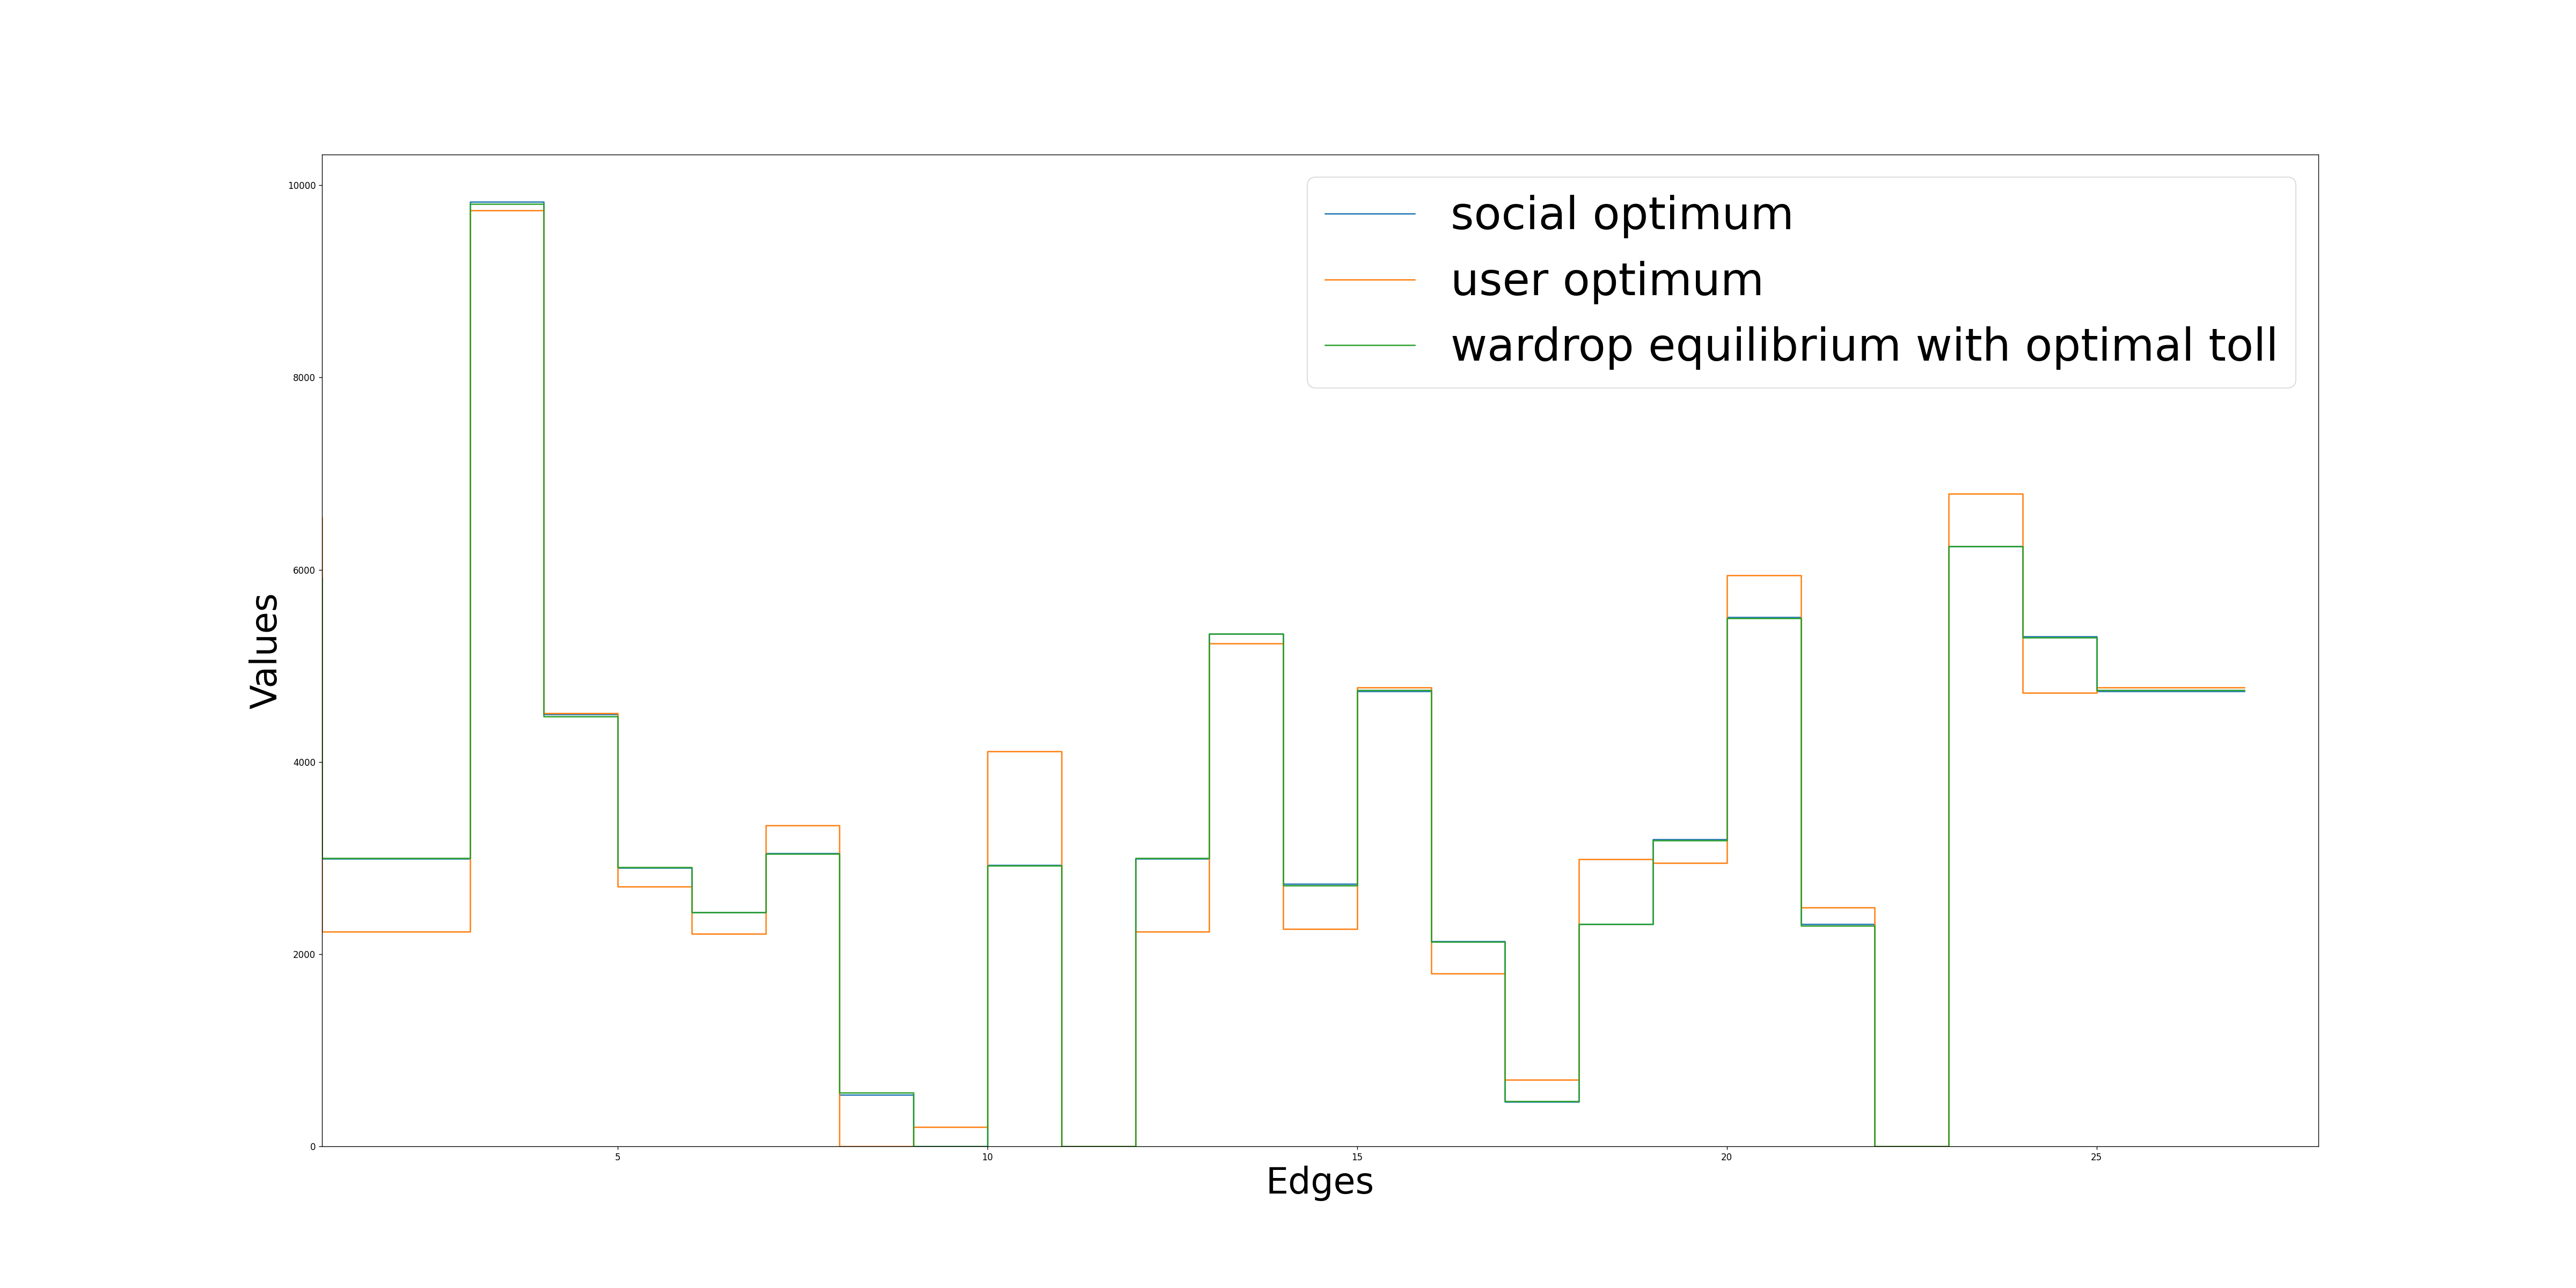 social optimum
user optimum
wardrop equilibrium with optimal toll
10000
8000
6000
4000
2000
0
Values
5
10
15
20
25
Edges